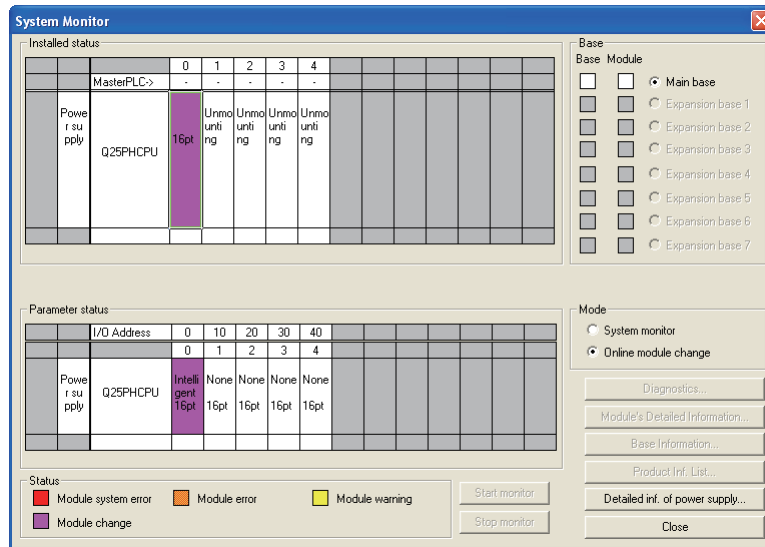 System Monitor
Installed status
0 1 2 3 4
MasterPLC-> - - - - -
Powe
r su
pply
Q25PHCPU
16pt
Unmo
unti
ng
Unmo
unti
ng
Unmo
unti
ng
Unmo
unti
ng
Base
Base Module
Main base
Expansion base 1
Expansion base 2
Expansion base 3
Expansion base 4
Expansion base 5
Expansion base 6
Expansion base 7
Parameter status
I/O Address 0 10 20 30 40
0 1 2 3 4
Powe
r su
pply
Q25PHCPU
Intelli
gent
16pt
None
16pt
None
16pt
None
16pt
None
16pt
Mode
System monitor
Online module change
Diagnostics...
Module's Detailed Information...
Base Information...
Product Inf. List...
Detailed inf. of power supply...
Close
Status
Module system error
Module error
Module warning
Module change
Start monitor
Stop monitor